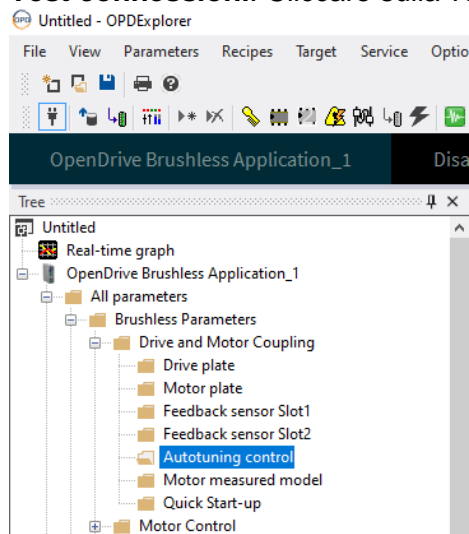 Untitled - OPDExplorer
File View Parameters Recipes Target Service
OpenDrive Brushless Application_1
Tree
Untitled
Real-time graph
OpenDrive Brushless Application_1
All parameters
Brushless Parameters
Drive and Motor Coupling
Drive plate
Motor plate
Feedback sensor Slot1
Feedback sensor Slot2
Autotuning control
Motor measured model
Quick Start-up
Motor Control